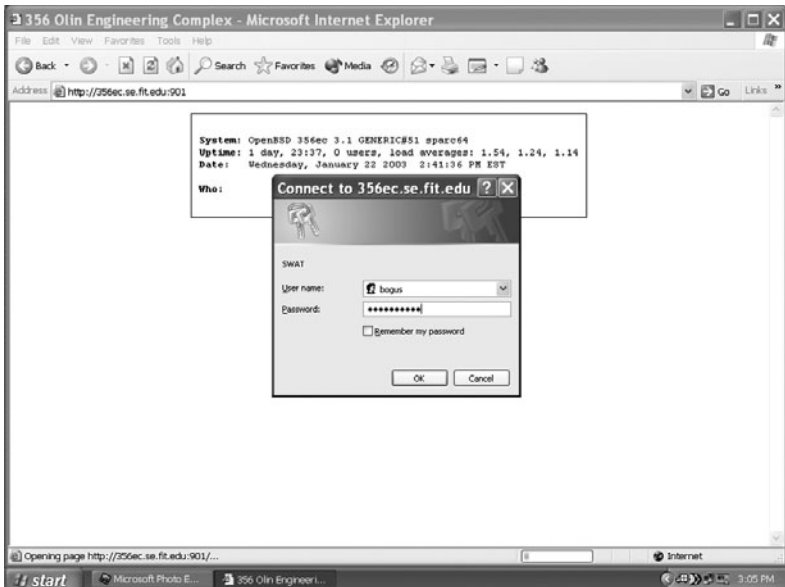 356 Olin Engineering Complex - Microsoft Internet Explorer
File Edit View Favorites Tools Help
Back Search Favorites Media
Address http://356ec.se.fit.edu:901 Go Links »
System: OpenBSD 356ec 3.1 GENERIC#51 sparc64
Uptime: 1 day, 23:37, 0 users, load averages: 1.54, 1.24, 1.14
Date: Wednesday, January 22 2003 2:41:36 PM EST
Who:
Connect to 356ec.se.fit.edu
SWAT
User name: bogus
Password: ••••••••••
Remember my password
OK Cancel
Opening page http://356ec.se.fit.edu:901/... Internet
start Microsoft Photo E... 356 Olin Engineeri... 3:05 PM